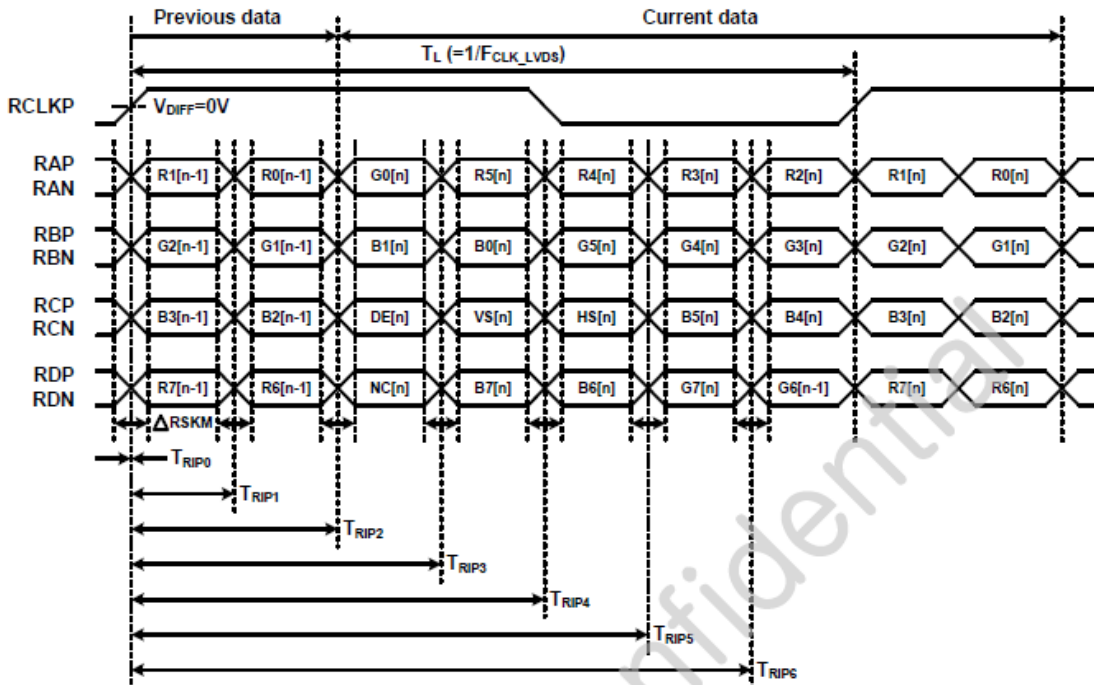 Previous data Current data
TL (=1/FCLK_LVDS)
RCLKP VDIFF=0V
RAP
RAN
R1[n-1] R0[n-1] G0[n] R5[n] R4[n] R3[n] R2[n] R1[n] R0[n]
RBP
RBN
G2[n-1] G1[n-1] B1[n] B0[n] G5[n] G4[n] G3[n] G2[n] G1[n]
RCP
RCN
B3[n-1] B2[n-1] DE[n] VS[n] HS[n] B5[n] B4[n] B3[n] B2[n]
RDP
RDN
R7[n-1] R6[n-1] NC[n] B7[n] B6[n] G7[n] G6[n-1] R7[n] R6[n]
ΔRSKM
TRIP0
TRIP1
TRIP2
TRIP3
TRIP4
TRIP5
TRIP6
nfidential